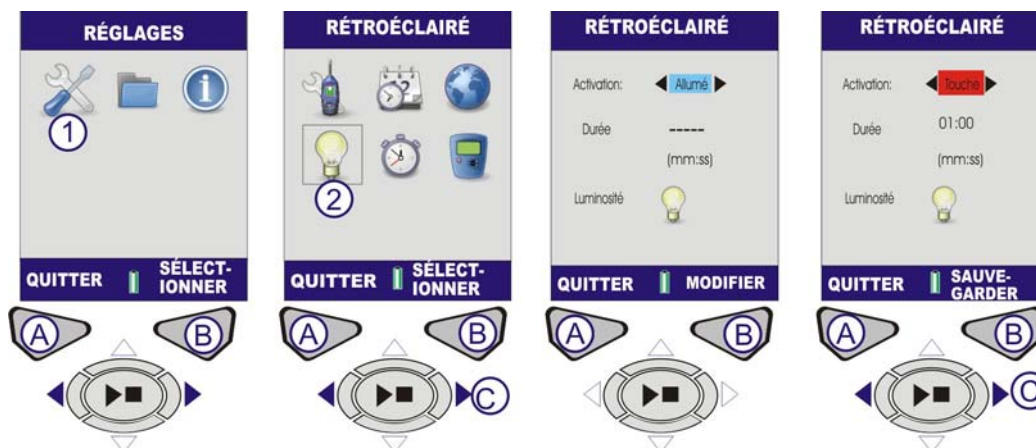 RÉGLAGES
1
QUITTER
SÉLECT-
IONNER
A
B
RÉTROÉCLAIRÉ
2
QUITTER
SÉLECT-
IONNER
A
B
C
RÉTROÉCLAIRÉ
Activation: Allumé
Durée -----
(mm:ss)
Luminosité
QUITTER
MODIFIER
A
B
RÉTROÉCLAIRÉ
Activation: Touche
Durée 01:00
(mm:ss)
Luminosité
QUITTER
SAUVE-
GARDER
A
B
C